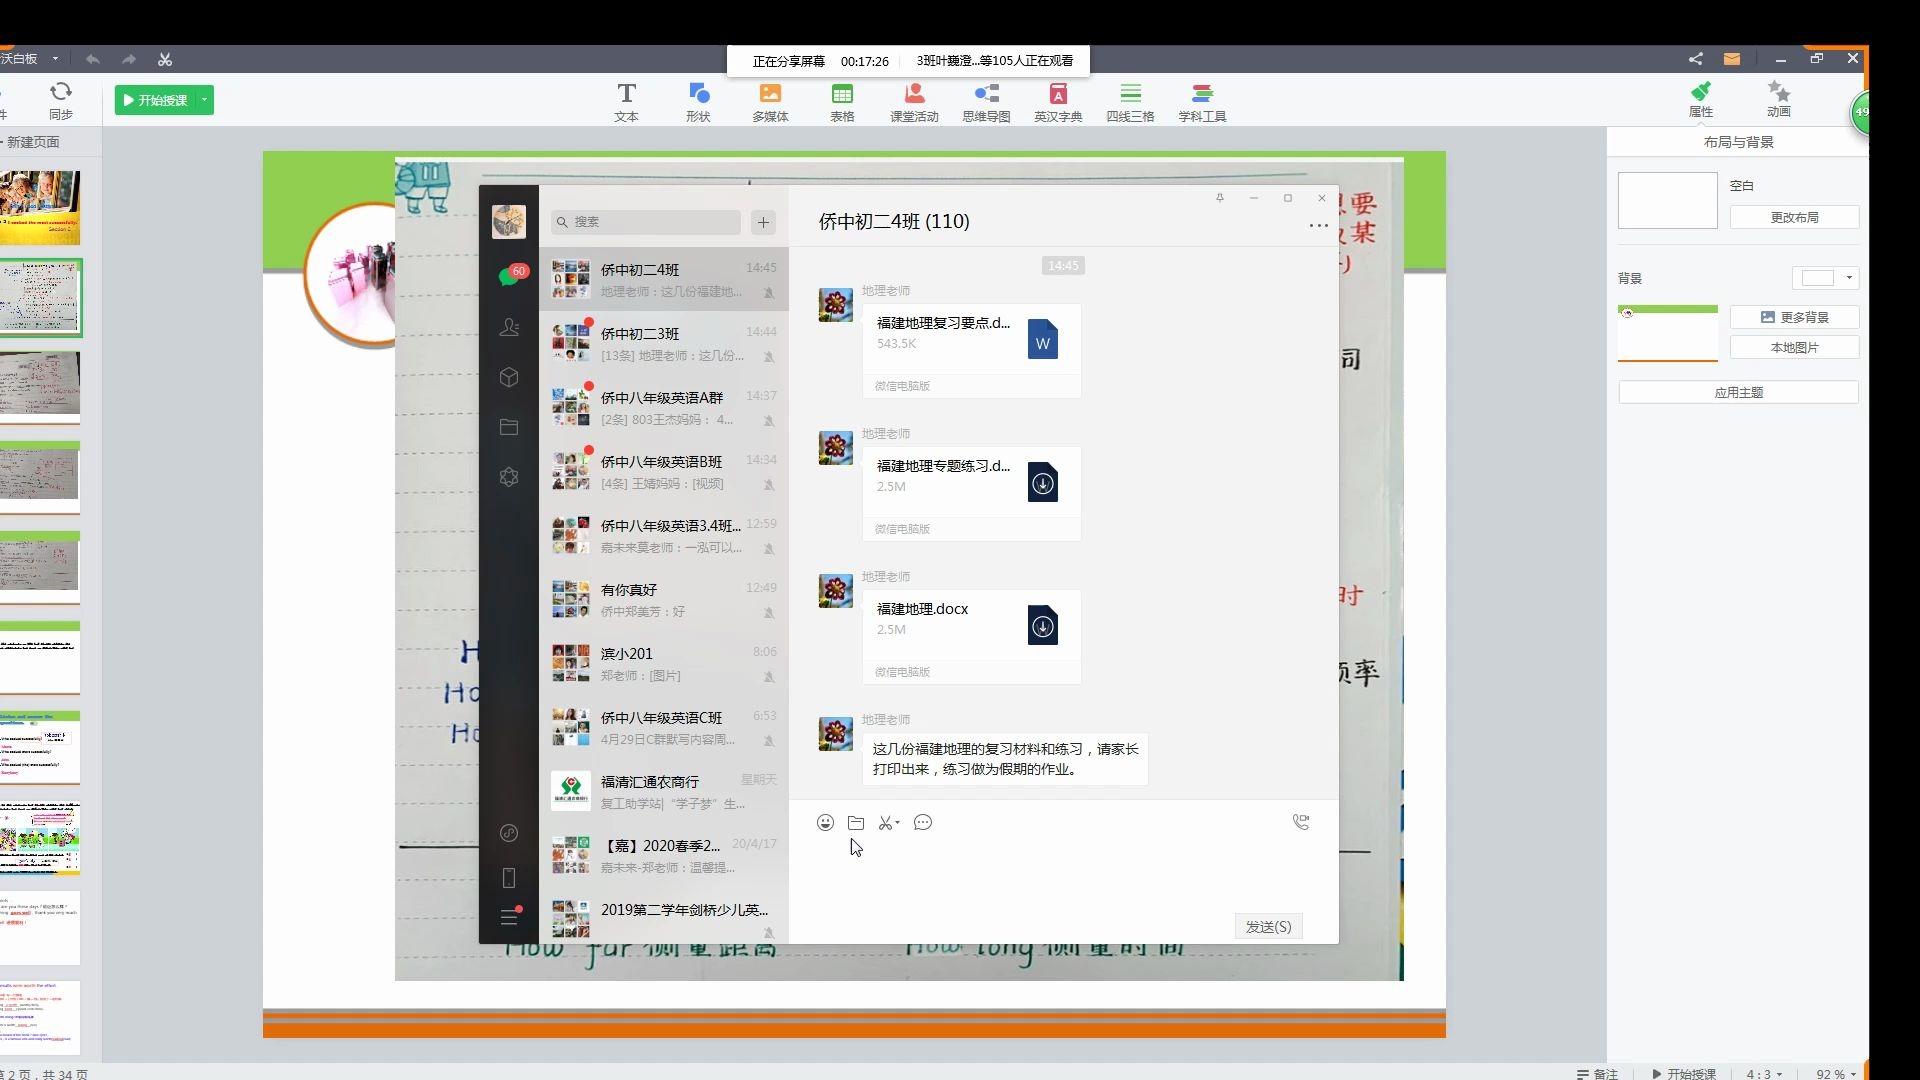 沃白板
正在分享屏幕 00:17:26 3班叶巍澄...等105人正在观看
同步
开始授课
文本
形状
多媒体
表格
课堂活动
思维导图
英汉字典
四线三格
学科工具
属性
动画
49
新建页面
布局与背景
空白
更改布局
背景
更多背景
本地图片
应用主题
搜索
60
侨中初二4班 14:45
地理老师：这几份福建地...
侨中初二3班 14:44
[13条] 地理老师：这几份...
侨中八年级英语A群 14:37
[2条] 803王杰妈妈： 4...
侨中八年级英语B班 14:34
[4条] 王婧妈妈：[视频]
侨中八年级英语3.4班... 12:59
嘉未来莫老师：一泓可以...
有你真好 12:49
侨中郑美芳：好
滨小201 8:06
郑老师：[图片]
侨中八年级英语C班 6:53
4月29日C群默写内容周...
福清汇通农商行 星期天
复工助学站|“学子梦”生...
【嘉】2020春季2... 20/4/17
嘉未来-郑老师：温馨提...
2019第二学年剑桥少儿英...
侨中初二4班 (110)
14:45
地理老师
福建地理复习要点.d...
543.5K
W
微信电脑版
地理老师
福建地理专题练习.d...
2.5M
微信电脑版
地理老师
福建地理.docx
2.5M
微信电脑版
地理老师
这几份福建地理的复习材料和练习，请家长
打印出来，练习做为假期的作业。
发送(S)
想要
某
同
时
频率
H
Ho
Ho
How far 测量距离
How long 测量时间
第 2 页，共 34 页
备注
开始授课
4 : 3
92 %